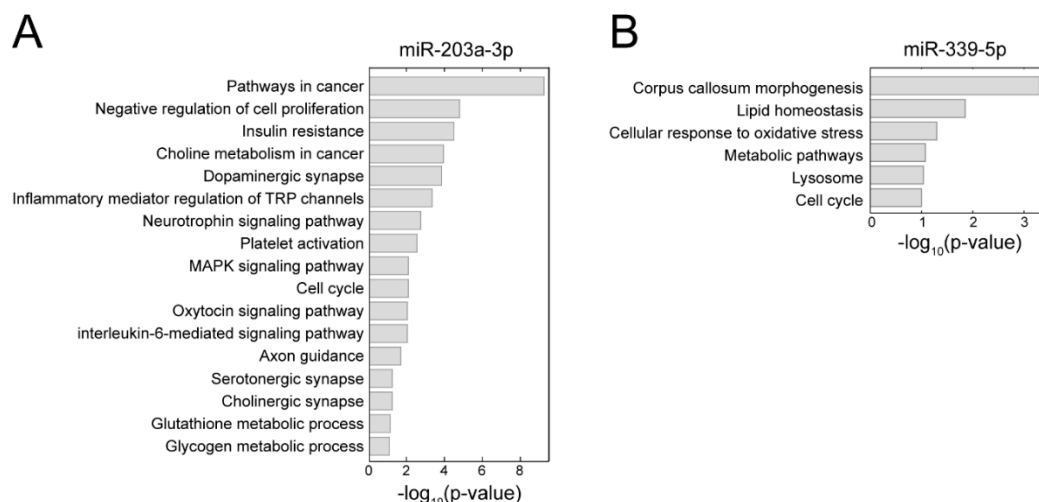 A
miR-203a-3p
Pathways in cancer
Negative regulation of cell proliferation
Insulin resistance
Choline metabolism in cancer
Dopaminergic synapse
Inflammatory mediator regulation of TRP channels
Neurotrophin signaling pathway
Platelet activation
MAPK signaling pathway
Cell cycle
Oxytocin signaling pathway
interleukin-6-mediated signaling pathway
Axon guidance
Serotonergic synapse
Cholinergic synapse
Glutathione metabolic process
Glycogen metabolic process
0 2 4 6 8
-log10(p-value)
B
miR-339-5p
Corpus callosum morphogenesis
Lipid homeostasis
Cellular response to oxidative stress
Metabolic pathways
Lysosome
Cell cycle
0 1 2 3
-log10(p-value)